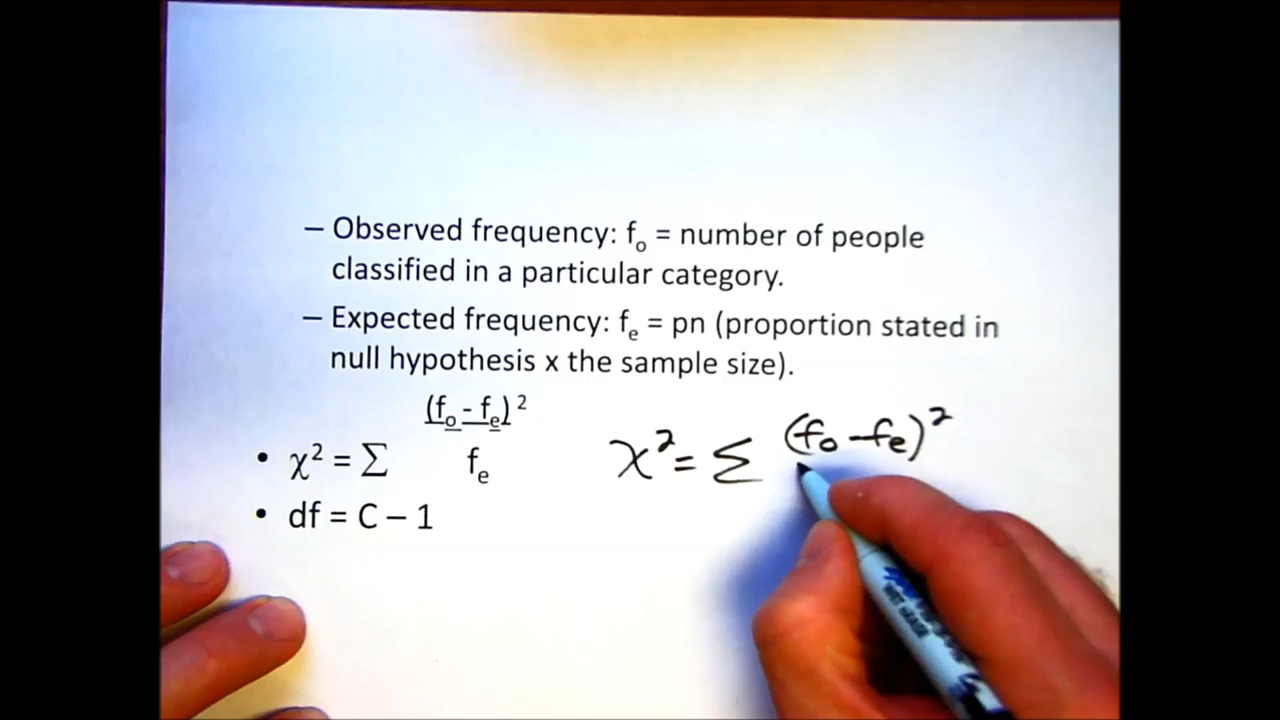 – Observed frequency: fₒ = number of people
classified in a particular category.
– Expected frequency: fₑ = pn (proportion stated in
null hypothesis x the sample size).
(fₒ - fₑ)²
• χ² = Σ fₑ
χ² = Σ (fₒ - fₑ)²
• df = C – 1